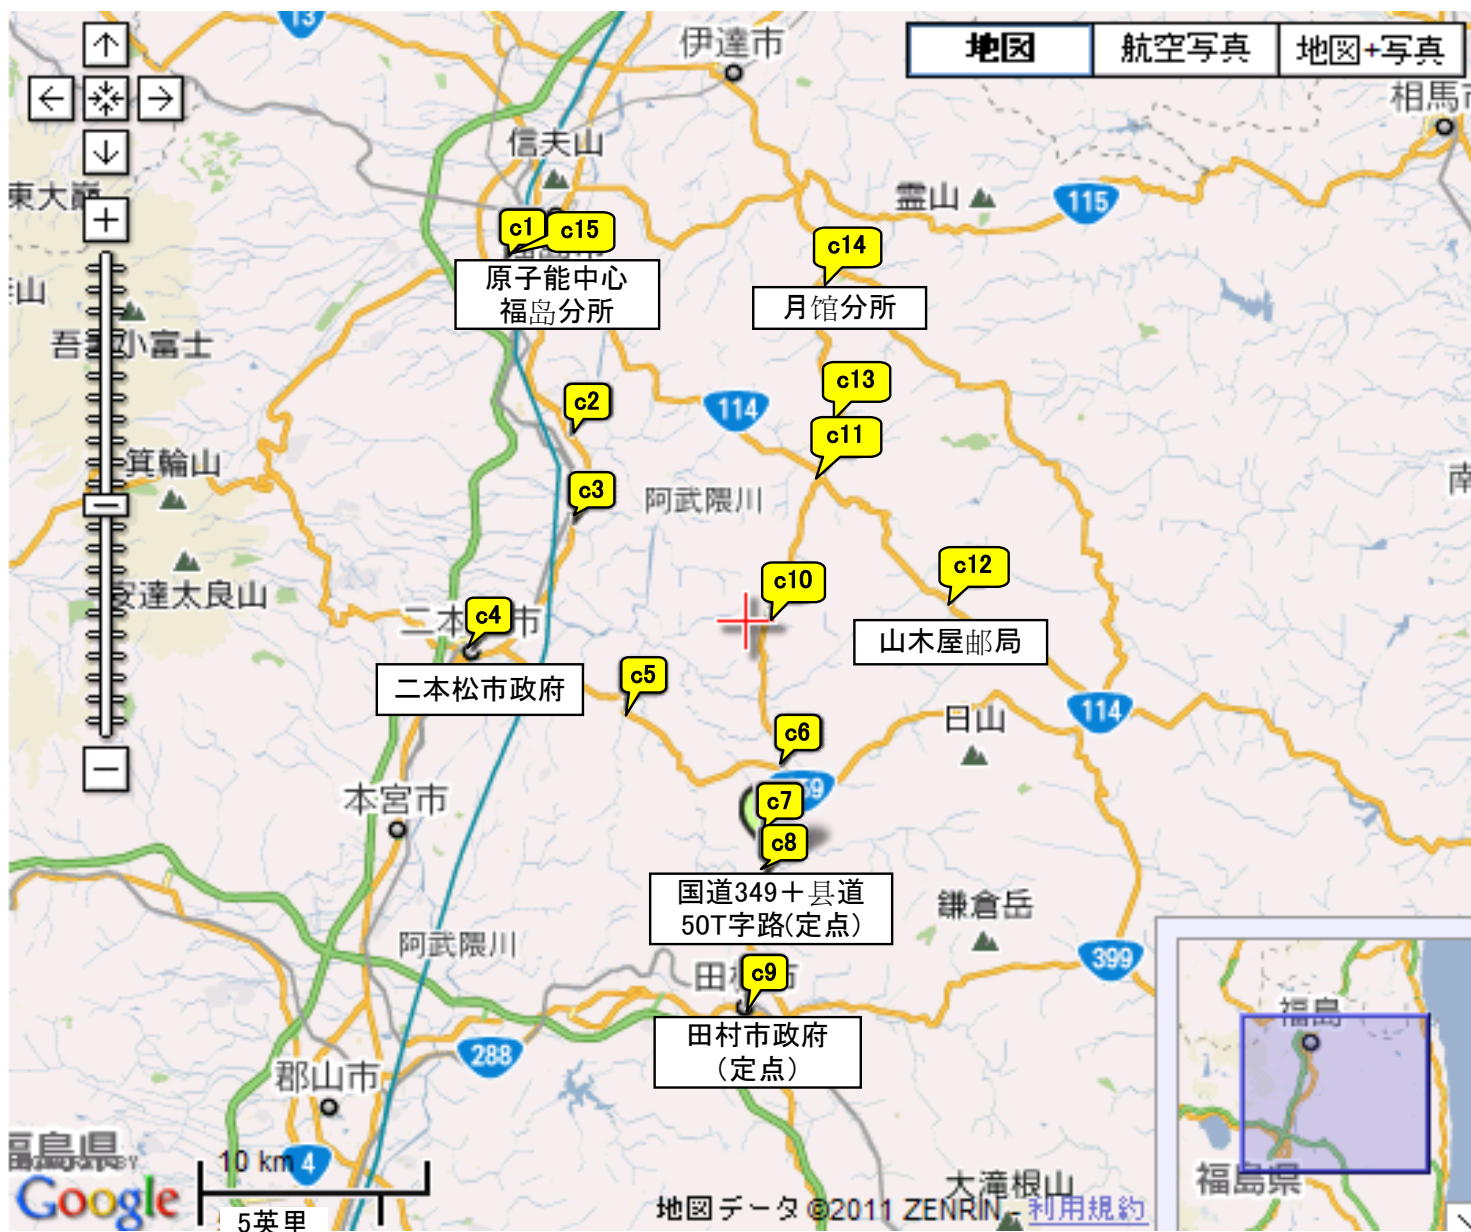 13
伊達市
地図
航空写真
地図+写真
相馬市
信夫山
東大巓
霊山
115
c1
c15
c14
原子能中心
福岛分所
月馆分所
小富士
c13
c2
114
c11
箕輪山
c3
阿武隈川
南
c12
c10
安達太良山
二本
市
c4
山木屋邮局
二本松市政府
c5
114
日山
c6
59
本宮市
c7
c8
国道349＋县道
50T字路(定点)
鎌倉岳
阿武隈川
399
田
市
c9
田村市政府
（定点）
288
郡山市
福島
福島県
福島県
10 km
4
Google
5英里
大滝根山
地図データ ©2011 ZENRIN - 利用規約